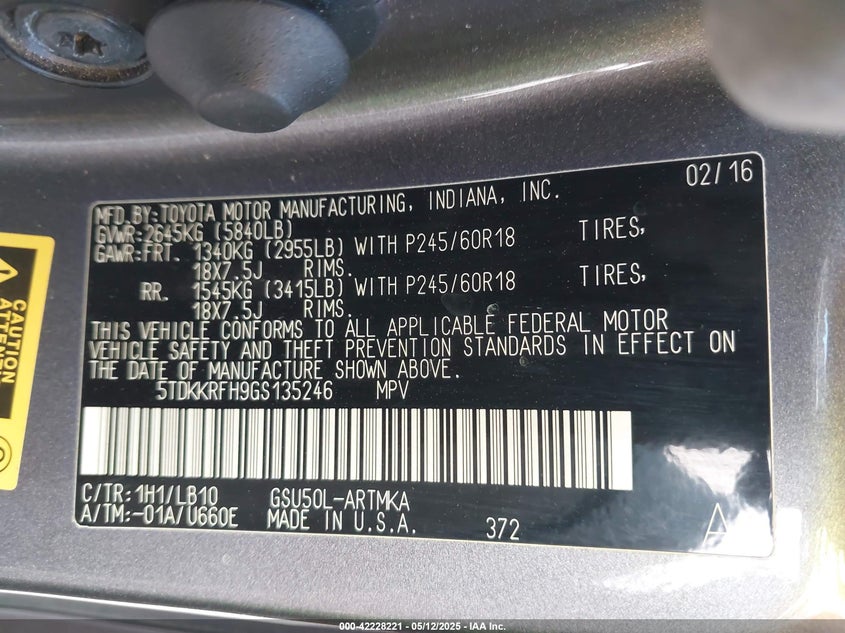 02/16
MFD.BY:TOYOTA MOTOR MANUFACTURING, INDIANA, INC.
GVWR:2645KG (5840LB)
GAWR:FRT. 1340KG (2955LB) WITH P245/60R18 TIRES,
18X7.5J RIMS.
RR. 1545KG (3415LB) WITH P245/60R18 TIRES,
18X7.5J RIMS.
THIS VEHICLE CONFORMS TO ALL APPLICABLE FEDERAL MOTOR
VEHICLE SAFETY AND THEFT PREVENTION STANDARDS IN EFFECT ON
THE DATE OF MANUFACTURE SHOWN ABOVE.
5TDKKRFH9GS135246 MPV
C/TR:1H1/LB10 GSU50L-ARTMKA
A/TM:-01A/U660E MADE IN U.S.A. 372 A
CAUTION
ATTENTION
000-42228221 - 05/12/2025 - IAA Inc.